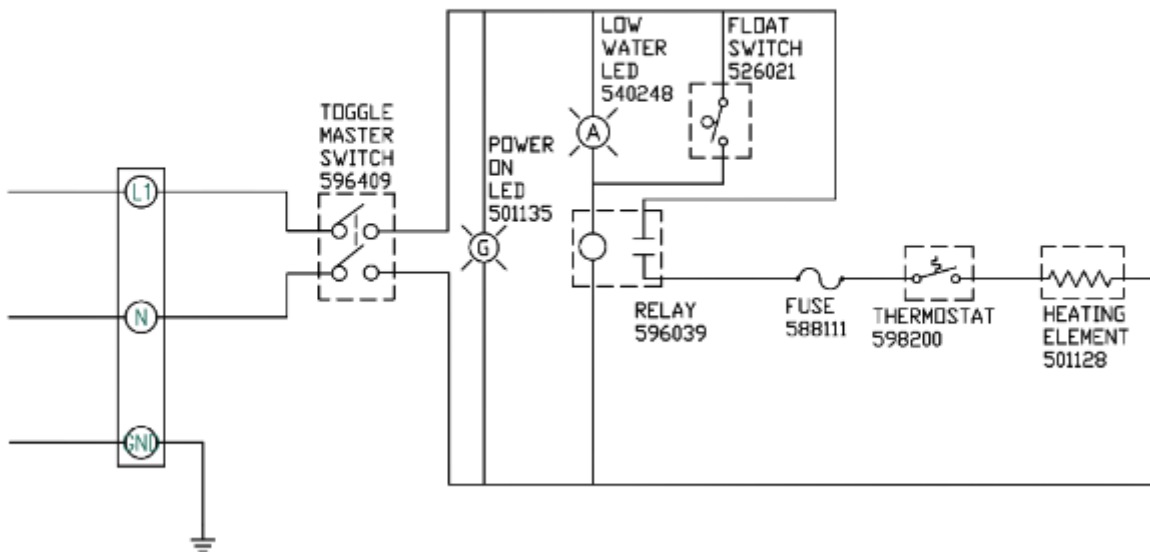 LOW
WATER
LED
540248
FLOAT
SWITCH
526021
TOGGLE
MASTER
SWITCH
596409
POWER
ON
LED
501135
A
L1
G
N
RELAY
596039
FUSE
588111
THERMOSTAT
598200
HEATING
ELEMENT
501128
GND